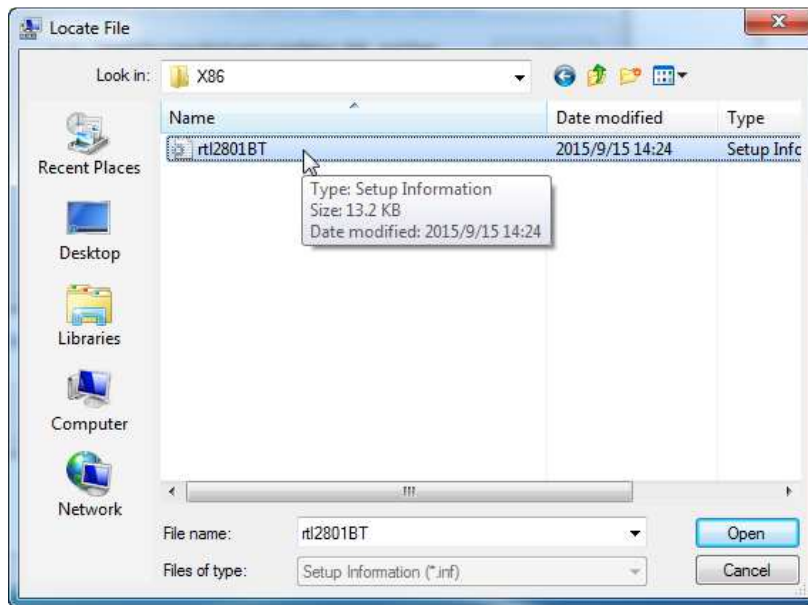 Locate File
Look in: X86
Name Date modified Type
rtl2801BT 2015/9/15 14:24 Setup Infc
Type: Setup Information
Size: 13.2 KB
Date modified: 2015/9/15 14:24
Recent Places
Desktop
Libraries
Computer
Network
File name: rtl2801BT Open
Files of type: Setup Information (*.inf) Cancel